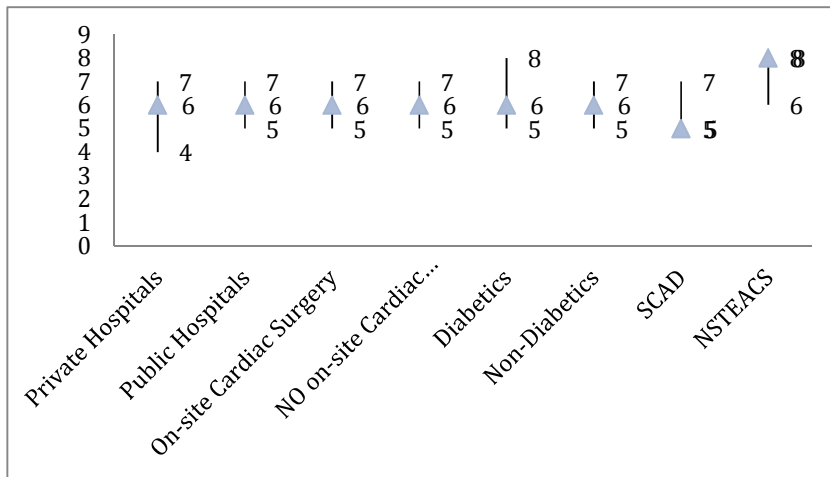 9
8
7
6
5
4
3
2
1
0
7 7 7 7 8 7 7 8 8
6 6 6 6 6 6 5 5 6
4 5 5 5 5 5
Private Hospitals
Public Hospitals
On-site Cardiac Surgery
NO on-site Cardiac...
Diabetics
Non-Diabetics
SCAD
NSTEACS